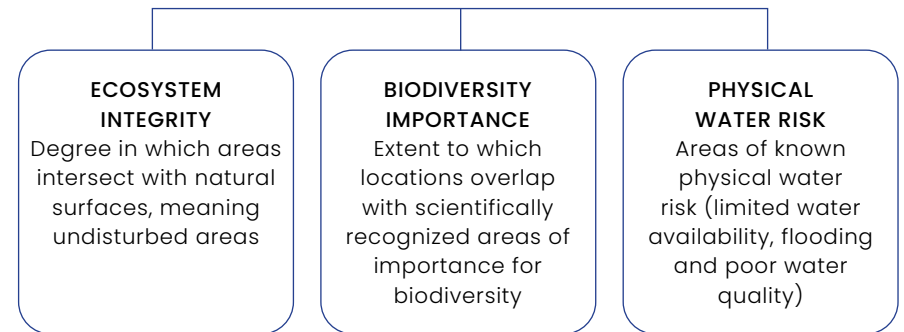 ECOSYSTEM
INTEGRITY
Degree in which areas
intersect with natural
surfaces, meaning
undisturbed areas
BIODIVERSITY
IMPORTANCE
Extent to which
locations overlap
with scientifically
recognized areas of
importance for
biodiversity
PHYSICAL
WATER RISK
Areas of known
physical water
risk (limited water
availability, flooding
and poor water
quality)